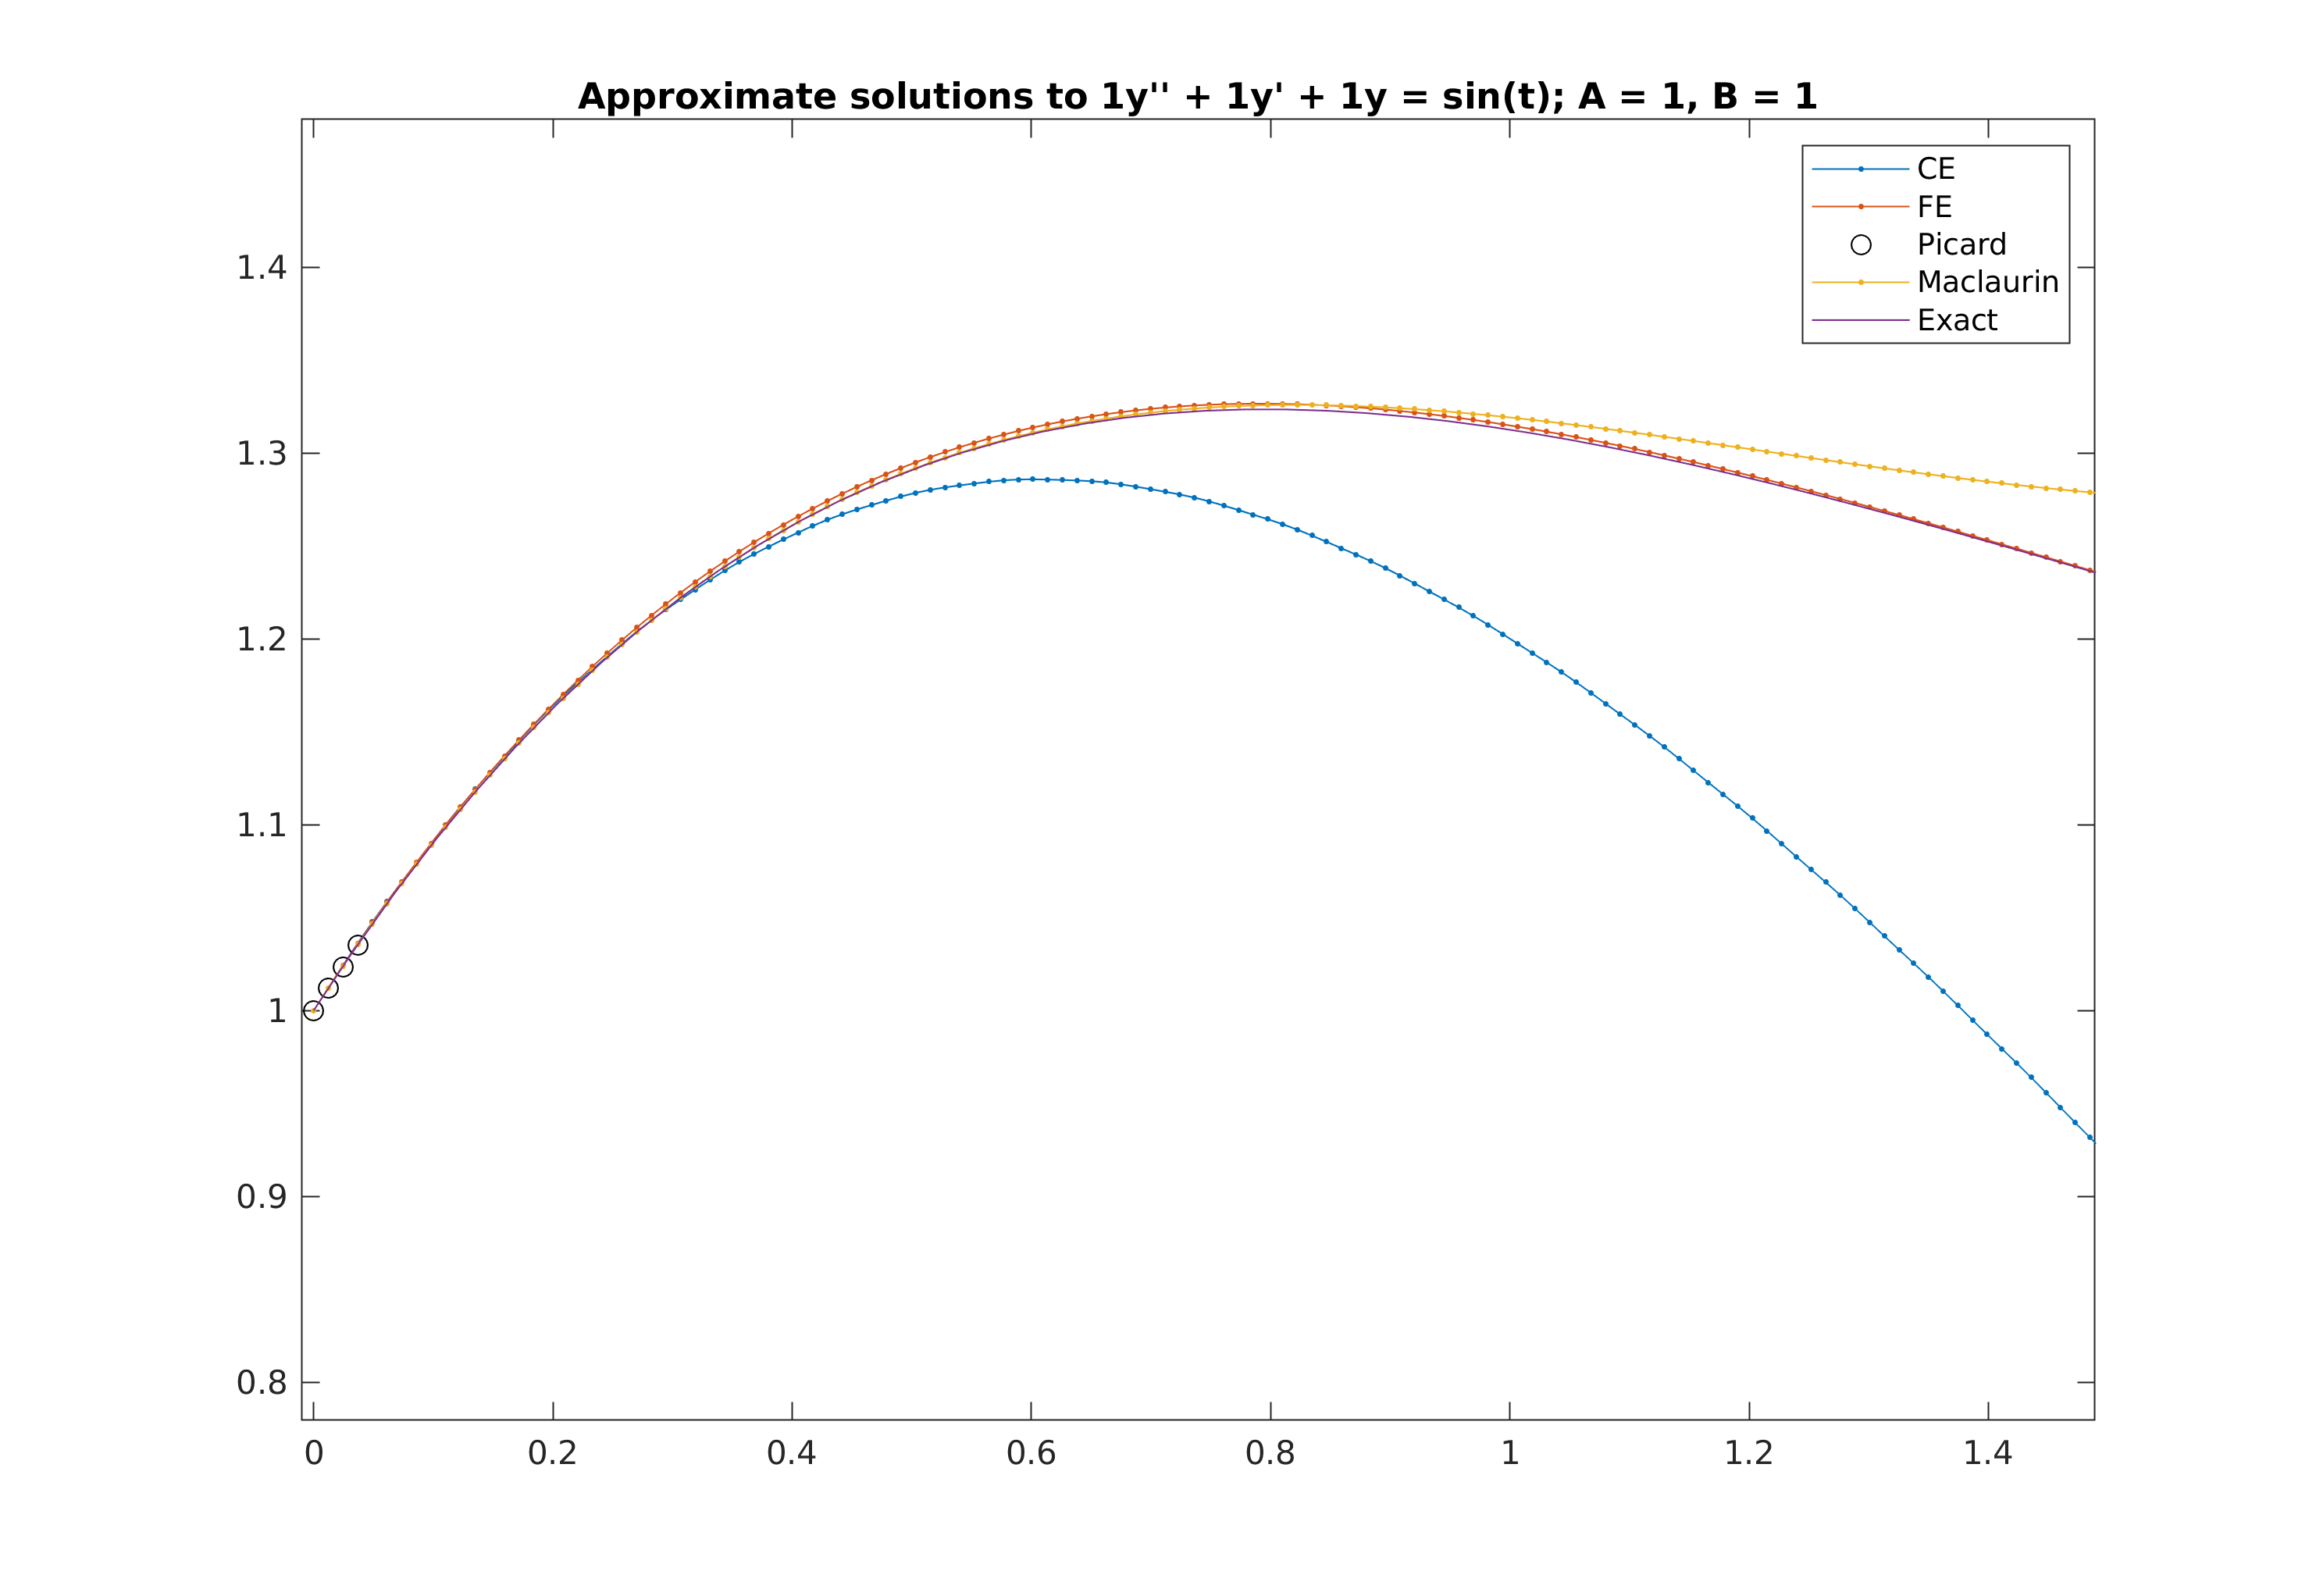 Approximate solutions to 1y'' + 1y' + 1y = sin(t); A = 1, B = 1
CE
FE
Picard
Maclaurin
Exact
1.4
1.3
1.2
1.1
1
0.9
0.8
0 0.2 0.4 0.6 0.8 1 1.2 1.4